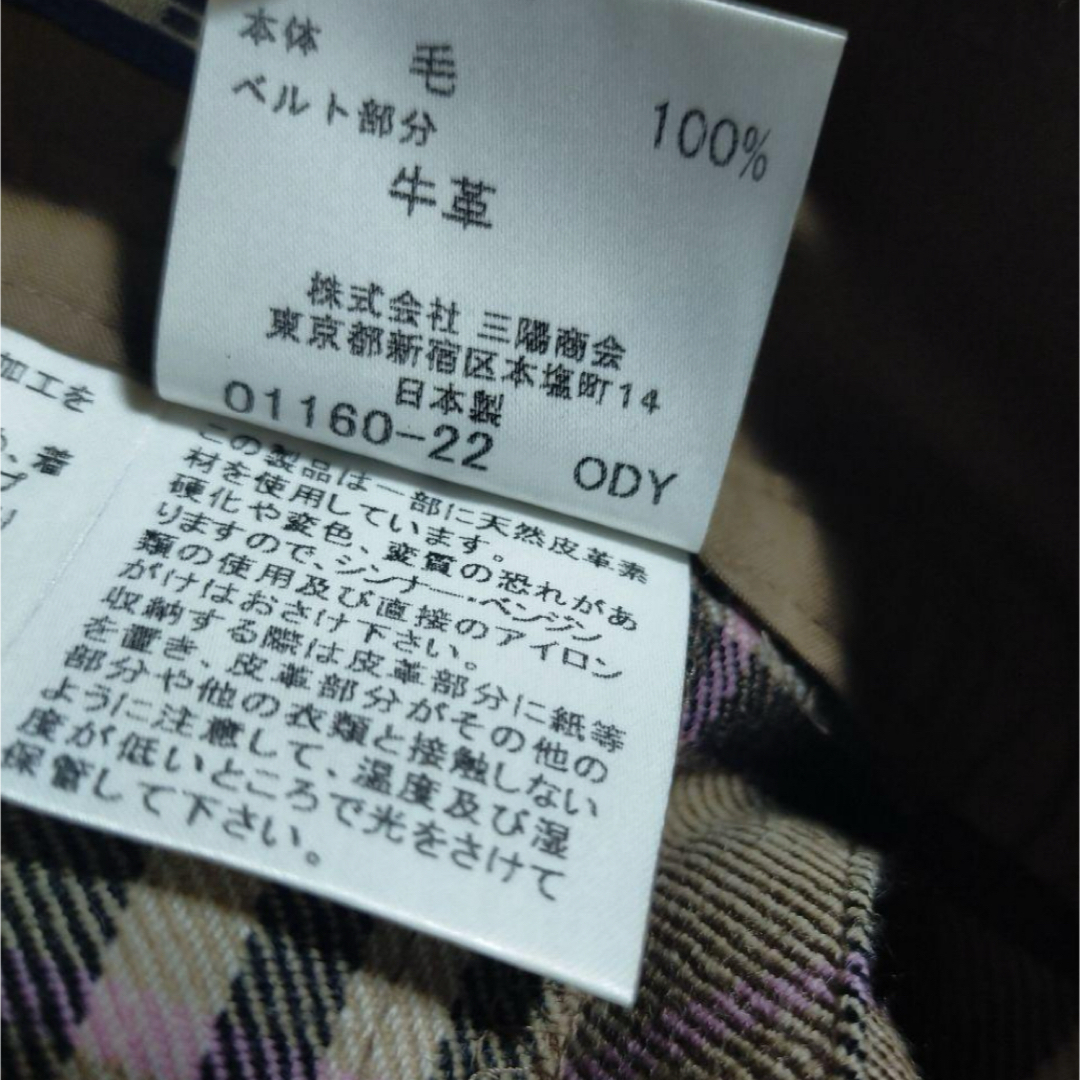 本体 毛 100%
ベルト部分
牛革
株式会社 三陽商会
東京都新宿区本塩町14
日本製
01160-22 ODY
この製品は一部に天然皮革素
材を使用しています。
硬化や変色、変質の恐れがあ
りますので、シンナー・ベンジン
類の使用及び直接のアイロン
がけはおさけ下さい。
収納する際は皮革部分に紙等
を置き、皮革部分がその他の
部分や他の衣類と接触しない
ように注意して、温度及び湿
度が低いところで光をさけて
保管して下さい。
加工を
着